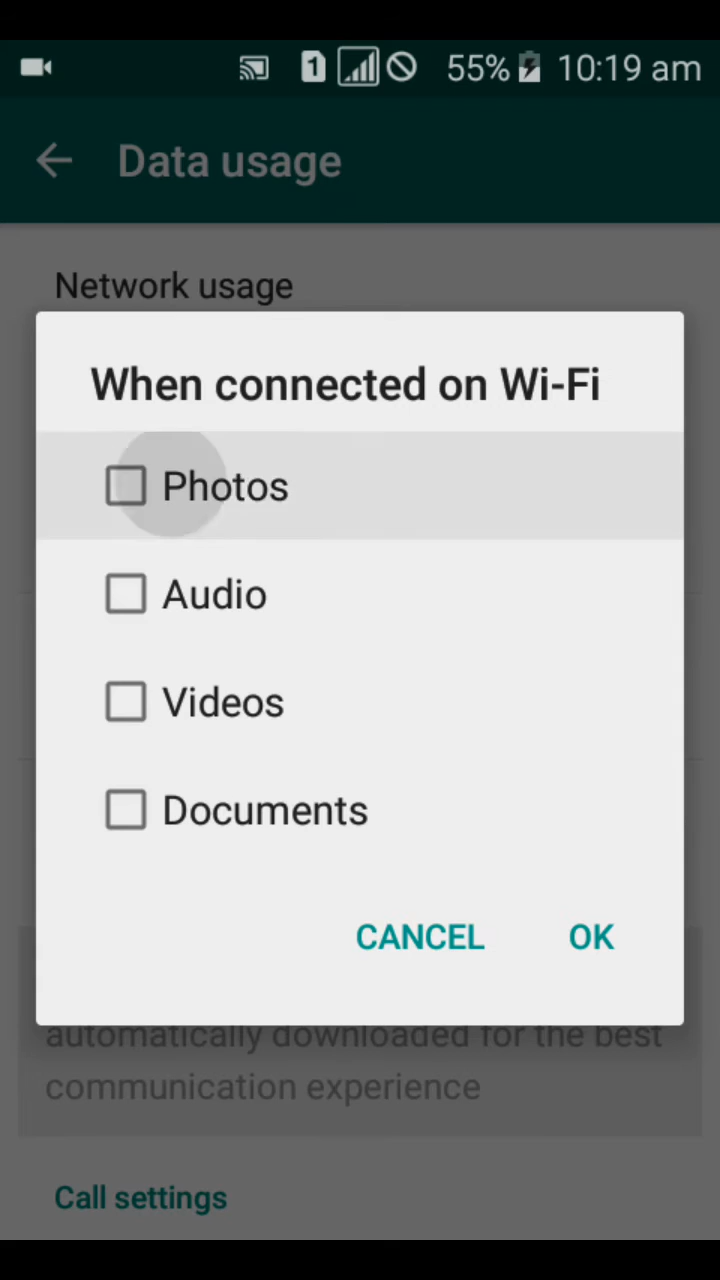 1 55% 10:19 am
Data usage
Network usage
When connected on Wi-Fi
Photos
Audio
Videos
Documents
CANCEL OK
automatically downloaded for the best
communication experience
Call settings